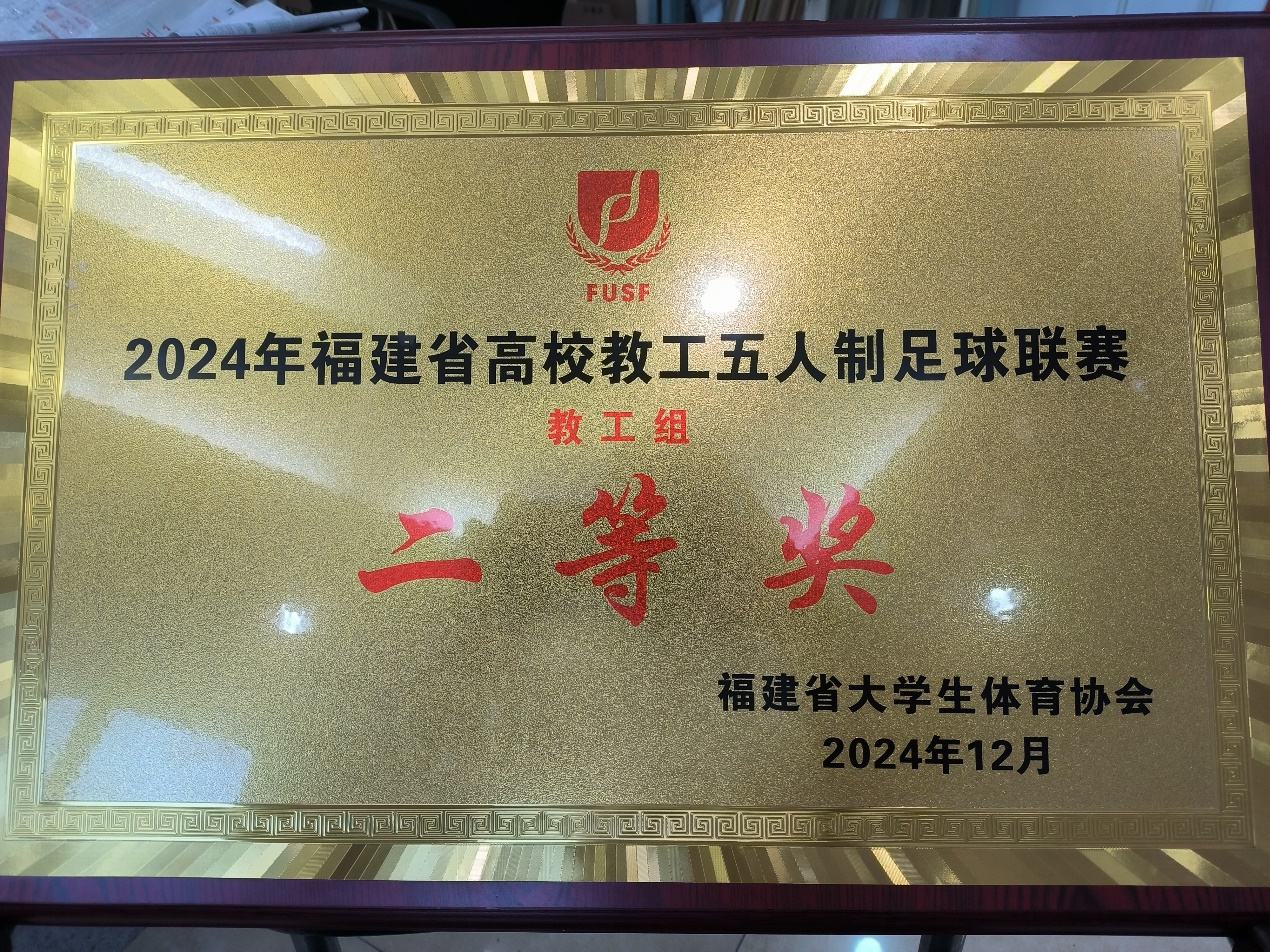 FUSF
2024年福建省高校教工五人制足球联赛
教工组
二等奖
福建省大学生体育协会
2024年12月